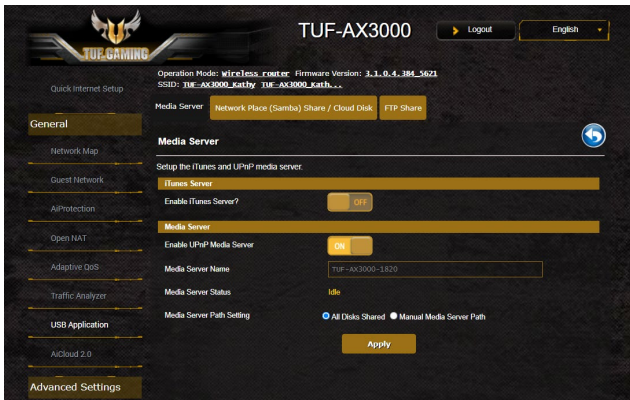 TUF GAMING
TUF-AX3000
Logout
English
Operation Mode: Wireless router Firmware Version: 3.1.0.4.384_5621
SSID: TUF-AX3000_Kathy TUF-AX3000_Kath...
Quick Internet Setup
General
Network Map
Guest Network
AiProtection
Open NAT
Adaptive QoS
Traffic Analyzer
USB Application
AiCloud 2.0
Advanced Settings
Media Server Network Place (Samba) Share / Cloud Disk FTP Share
Media Server
Setup the iTunes and UPnP media server.
iTunes Server
Enable iTunes Server? OFF
Media Server
Enable UPnP Media Server ON
Media Server Name TUF-AX3000-1820
Media Server Status Idle
Media Server Path Setting All Disks Shared Manual Media Server Path
Apply